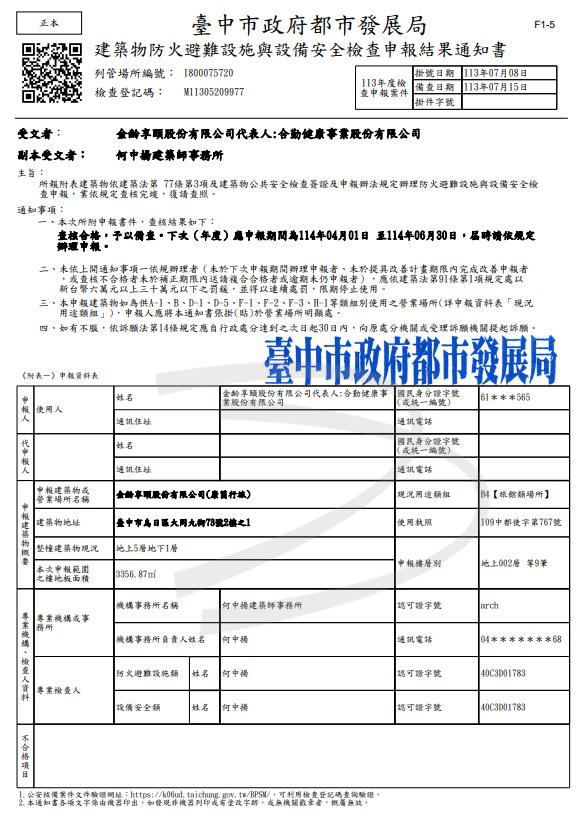 正本
臺中市政府都市發展局
F1-5
建築物防火避難設施與設備安全檢查申報結果通知書
列管場所編號： I800075720
檢查登記碼： M11305209977
113年度檢查申報案件
掛號日期 113年07月08日
備查日期 113年07月15日
掛件字號
受文者： 金齡享頤股份有限公司代表人:合勤健康事業股份有限公司
副本受文者： 何中揚建築師事務所
主旨：
所報附表建築物依建築法第 77條第3項及建築物公共安全檢查簽證及申報辦法規定辦理防火避難設施與設備安全檢
查申報，業依規定查核完竣，復請查照。
通知事項：
一、本次所附申報書件，查核結果如下：
查核合格，予以備查。下次（年度）應申報期間為114年04月01日 至114年06月30日，屆時請依規定
辦理申報。
二、未依上開通知事項一依規辦理者（未於下次申報期間辦理申報者、未於提具改善計畫期限內完成改善申報者
，或查核不合格者未於補正期限內送請複合合格者或逾期未仍申報者），應依建築法第91條第1項規定處以
新台幣六萬元以上三十萬元以下之罰鍰，並得以連續處罰，限期停止使用。
三、本申報建築物如為供A-1、B、D-1、D-5、F-1、F-2、F-3、H-1等類組別使用之營業場所(詳申報資料表「現況
用途類組」)，申報人應將本通知書張掛(貼)於營業場所明顯處。
四、如有不服，依訴願法第14條規定應自行政處分達到之次日起30日內，向原處分機關或受理訴願機關提起訴願。
臺中市政府都市發展局
《附表一》申報資料表
申報人 使用人 姓名 金齡享頤股份有限公司代表人:合勤健康事業股份有限公司 國民身分證字號(或統一編號) 61＊＊＊565
通訊住址 通訊電話
代申報人 姓名 國民身分證字號(或統一編號)
通訊住址 通訊電話
申報建築物概要 申報建築物或營業場所名稱 金齡享頤股份有限公司(康簡行旅) 現況用途類組 B4【旅館類場所】
建築物地址 臺中市烏日區大同九街73號2樓之1 使用執照 109中都使字第767號
整幢建築物現況 地上5層地下1層 申報樓層別 地上002層 等9筆
本次申報範圍之樓地板面積 3356.87㎡
專業機構、檢查人資料 專業機構或事務所 機構事務所名稱 何中揚建築師事務所 認可證字號 arch
機構事務所負責人姓名 何中揚 通訊電話 04＊＊＊＊＊＊＊68
專業檢查人 防火避難設施類 姓名 何中揚 認可證字號 40C3D01783
設備安全類 姓名 何中揚 認可證字號 40C3D01783
不合格項目
1.公安核備案件文件驗證網址:https://k06ud.taichung.gov.tw/BPSM/，可利用檢查登記碼查詢驗證。
2.本通知書各項文字係由機器印出，如發現非機器列印或有塗改字跡，或無機關戳章者，概屬無效。